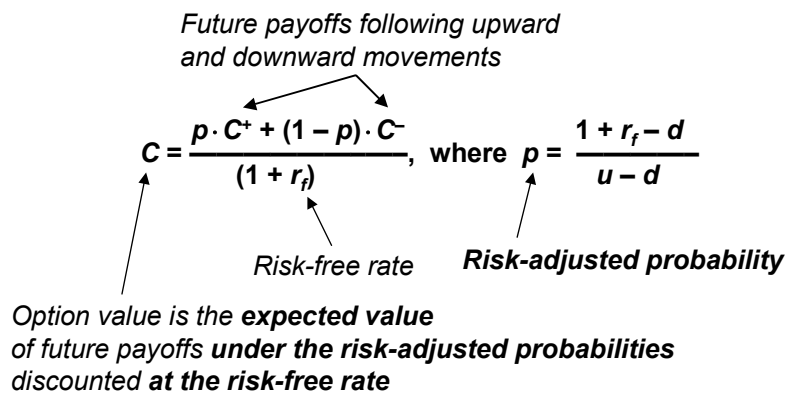 Future payoffs following upward
and downward movements
C = p · C⁺ + (1 – p) · C⁻ / (1 + r_f), where p = 1 + r_f – d / u – d
Risk-free rate
Risk-adjusted probability
Option value is the expected value
of future payoffs under the risk-adjusted probabilities
discounted at the risk-free rate